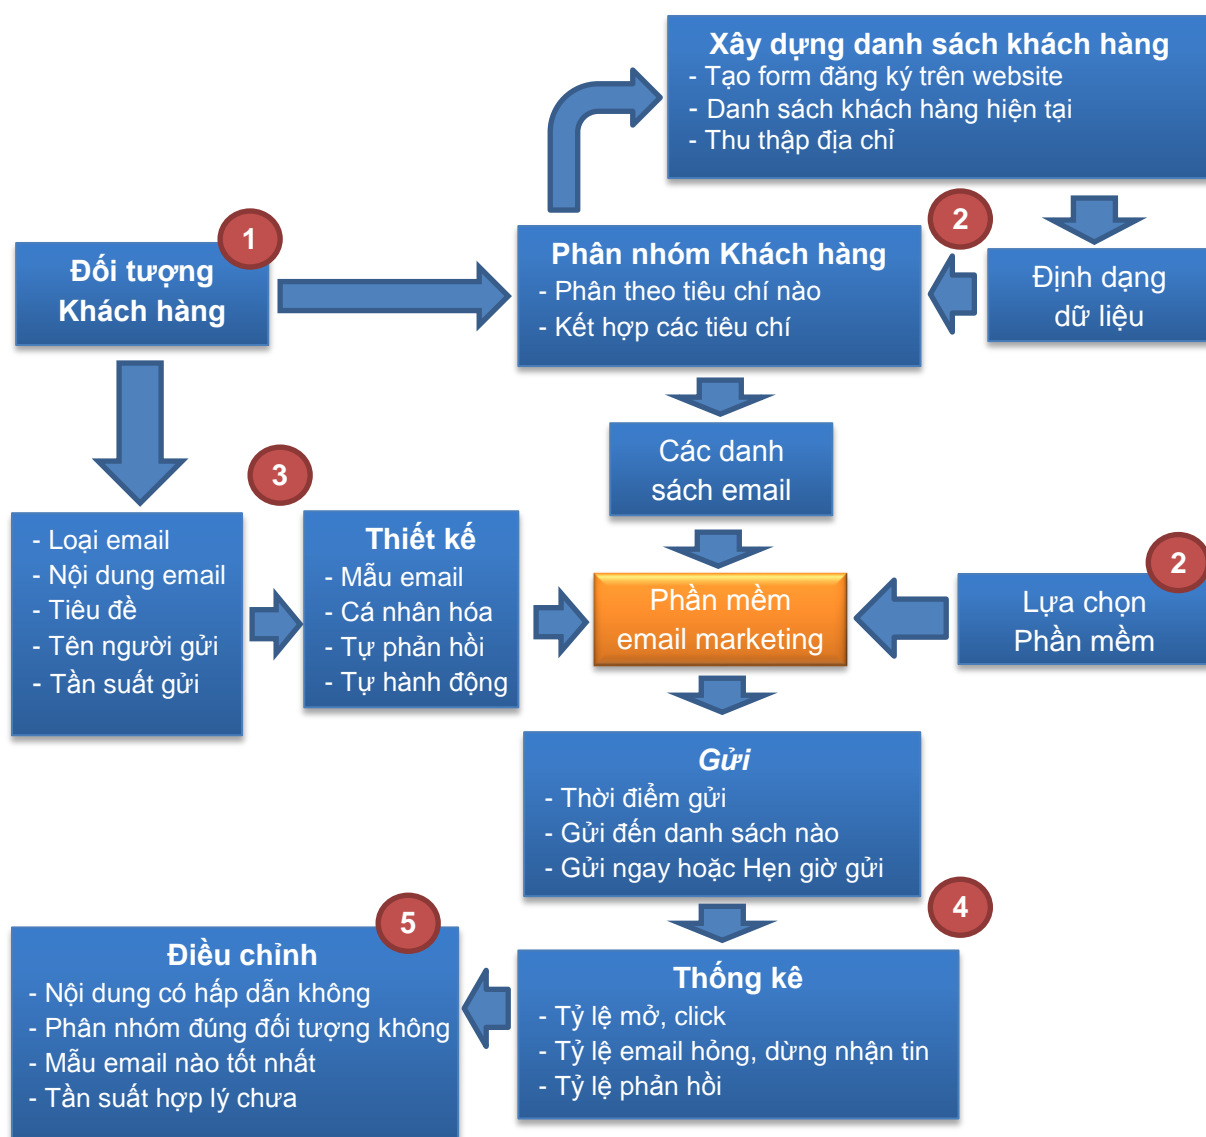 Xây dựng danh sách khách hàng
- Tạo form đăng ký trên website
- Danh sách khách hàng hiện tại
- Thu thập địa chỉ
1
Đối tượng
Khách hàng
2
Phân nhóm Khách hàng
- Phân theo tiêu chí nào
- Kết hợp các tiêu chí
Định dạng
dữ liệu
Các danh
sách email
3
- Loại email
- Nội dung email
- Tiêu đề
- Tên người gửi
- Tần suất gửi
Thiết kế
- Mẫu email
- Cá nhân hóa
- Tự phản hồi
- Tự hành động
Phần mềm
email marketing
2
Lựa chọn
Phần mềm
Gửi
- Thời điểm gửi
- Gửi đến danh sách nào
- Gửi ngay hoặc Hẹn giờ gửi
4
Thống kê
- Tỷ lệ mở, click
- Tỷ lệ email hỏng, dừng nhận tin
- Tỷ lệ phản hồi
5
Điều chỉnh
- Nội dung có hấp dẫn không
- Phân nhóm đúng đối tượng không
- Mẫu email nào tốt nhất
- Tần suất hợp lý chưa